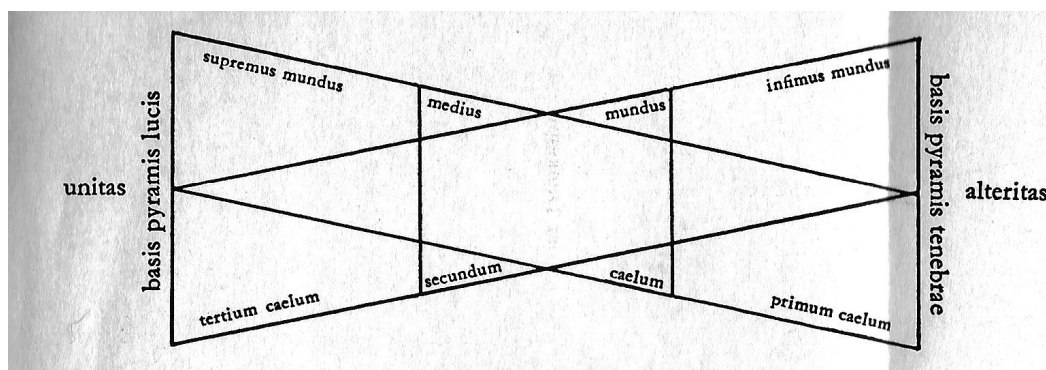 supremus mundus
medius mundus
infimus mundus
unitas
basis pyramis lucis
basis pyramis tenebrae
alteritas
tertium caelum
secundum caelum
primum caelum